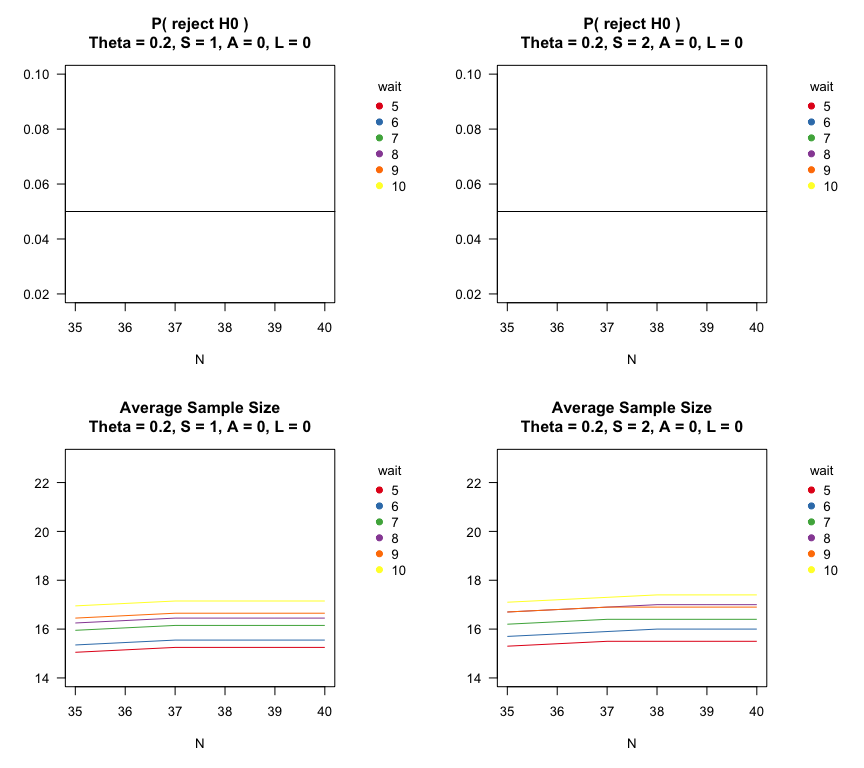 P( reject H0 )
Theta = 0.2, S = 1, A = 0, L = 0
0.10
0.08
0.06
0.04
0.02
35 36 37 38 39 40
N
wait
5
6
7
8
9
10
P( reject H0 )
Theta = 0.2, S = 2, A = 0, L = 0
0.10
0.08
0.06
0.04
0.02
35 36 37 38 39 40
N
wait
5
6
7
8
9
10
Average Sample Size
Theta = 0.2, S = 1, A = 0, L = 0
22
20
18
16
14
35 36 37 38 39 40
N
wait
5
6
7
8
9
10
Average Sample Size
Theta = 0.2, S = 2, A = 0, L = 0
22
20
18
16
14
35 36 37 38 39 40
N
wait
5
6
7
8
9
10